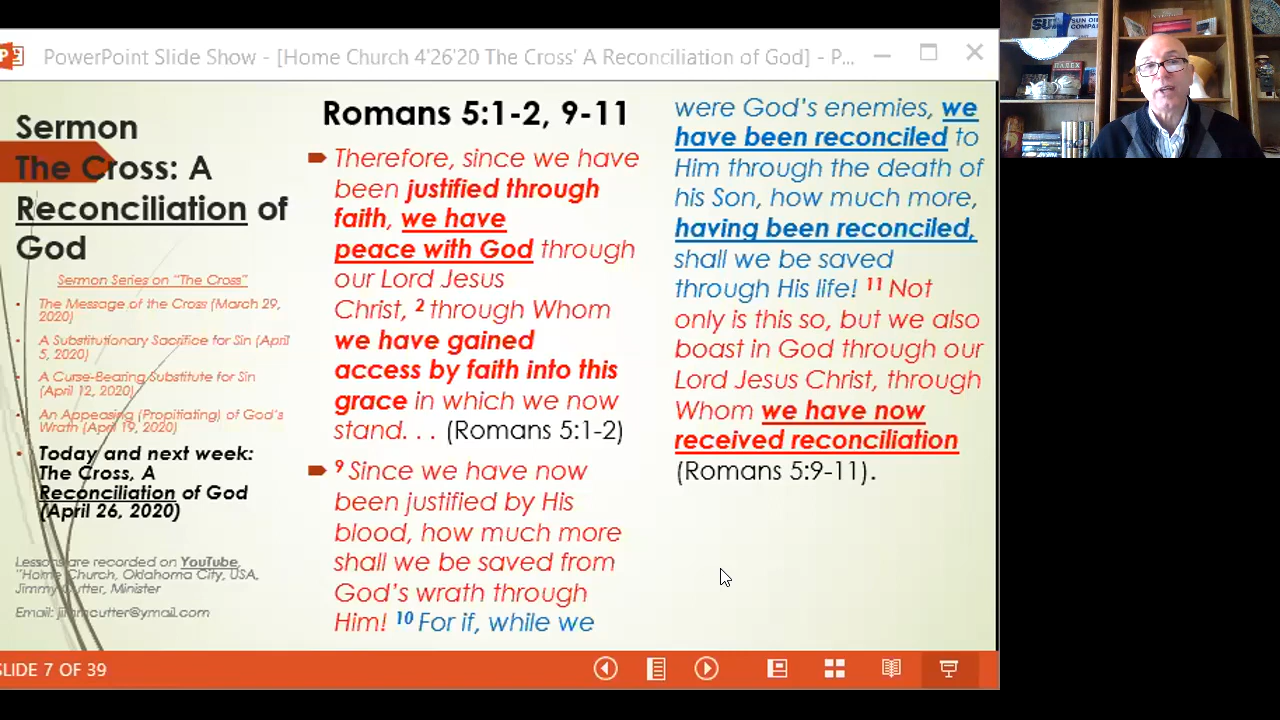 PowerPoint Slide Show - [Home Church 4'26'20 The Cross' A Reconciliation of God] - P...
Sermon
The Cross: A
Reconciliation of
God
Sermon Series on "The Cross"
• The Message of the Cross (March 29,
2020)
• A Substitutionary Sacrifice for Sin (April
5, 2020)
• A Curse-Bearing Substitute for Sin
(April 12, 2020)
• An Appeasing (Propitiating) of God's
Wrath (April 19, 2020)
• Today and next week:
The Cross, A
Reconciliation of God
(April 26, 2020)
Lessons are recorded on YouTube,
"Home Church, Oklahoma City, USA,
Jimmy Cutter, Minister
Email: jimmcutter@ymail.com
Romans 5:1-2, 9-11
Therefore, since we have
been justified through
faith, we have
peace with God through
our Lord Jesus
Christ, 2 through Whom
we have gained
access by faith into this
grace in which we now
stand. . . (Romans 5:1-2)
9 Since we have now
been justified by His
blood, how much more
shall we be saved from
God's wrath through
Him! 10 For if, while we
were God's enemies, we
have been reconciled to
Him through the death of
his Son, how much more,
having been reconciled,
shall we be saved
through His life! 11 Not
only is this so, but we also
boast in God through our
Lord Jesus Christ, through
Whom we have now
received reconciliation
(Romans 5:9-11).
SLIDE 7 OF 39
SUN OIL
COMPANY
ПАЛЕХ